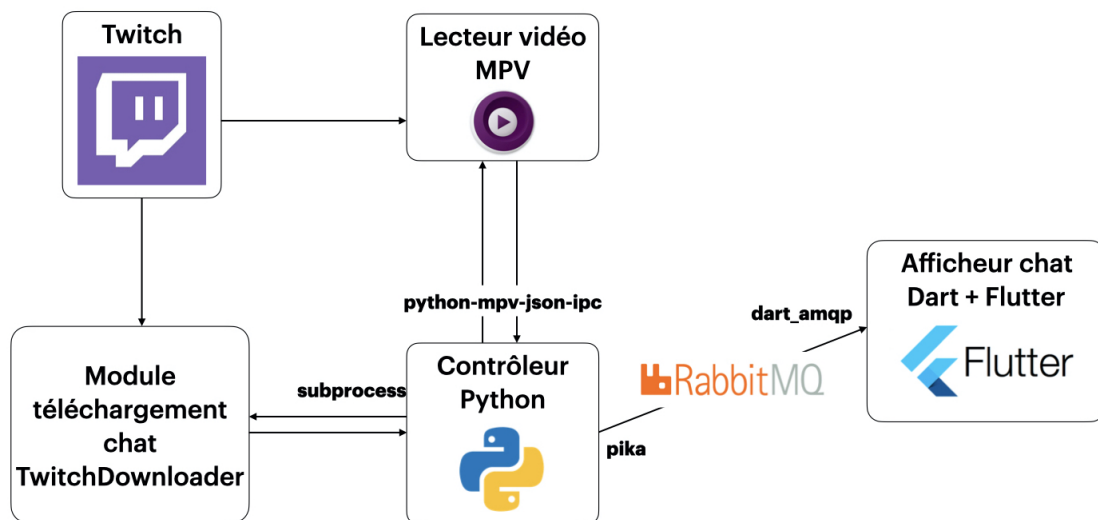 Twitch
Lecteur vidéo
MPV
python-mpv-json-ipc
Afficheur chat
Dart + Flutter
Flutter
dart_amqp
RabbitMQ
pika
Module
téléchargement
chat
TwitchDownloader
subprocess
Contrôleur
Python